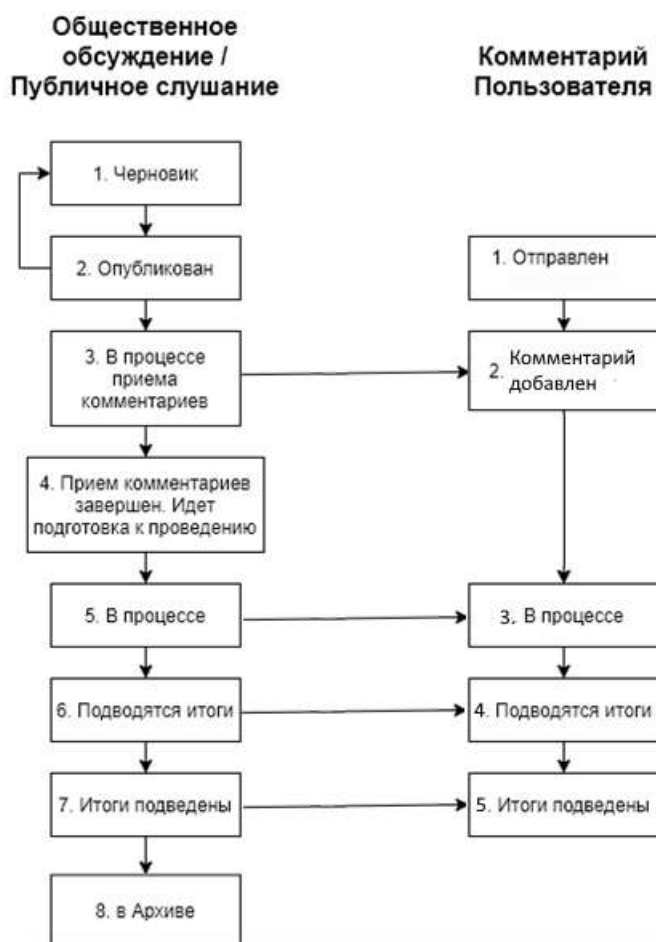 Общественное
обсуждение /
Публичное слушание
Комментарий
Пользователя
1. Черновик
2. Опубликован
1. Отправлен
3. В процессе
приема
комментариев
2. Комментарий
добавлен
4. Прием комментариев
завершен. Идет
подготовка к проведению
5. В процессе
3. В процессе
6. Подводятся итоги
4. Подводятся итоги
7. Итоги подведены
5. Итоги подведены
8. в Архиве